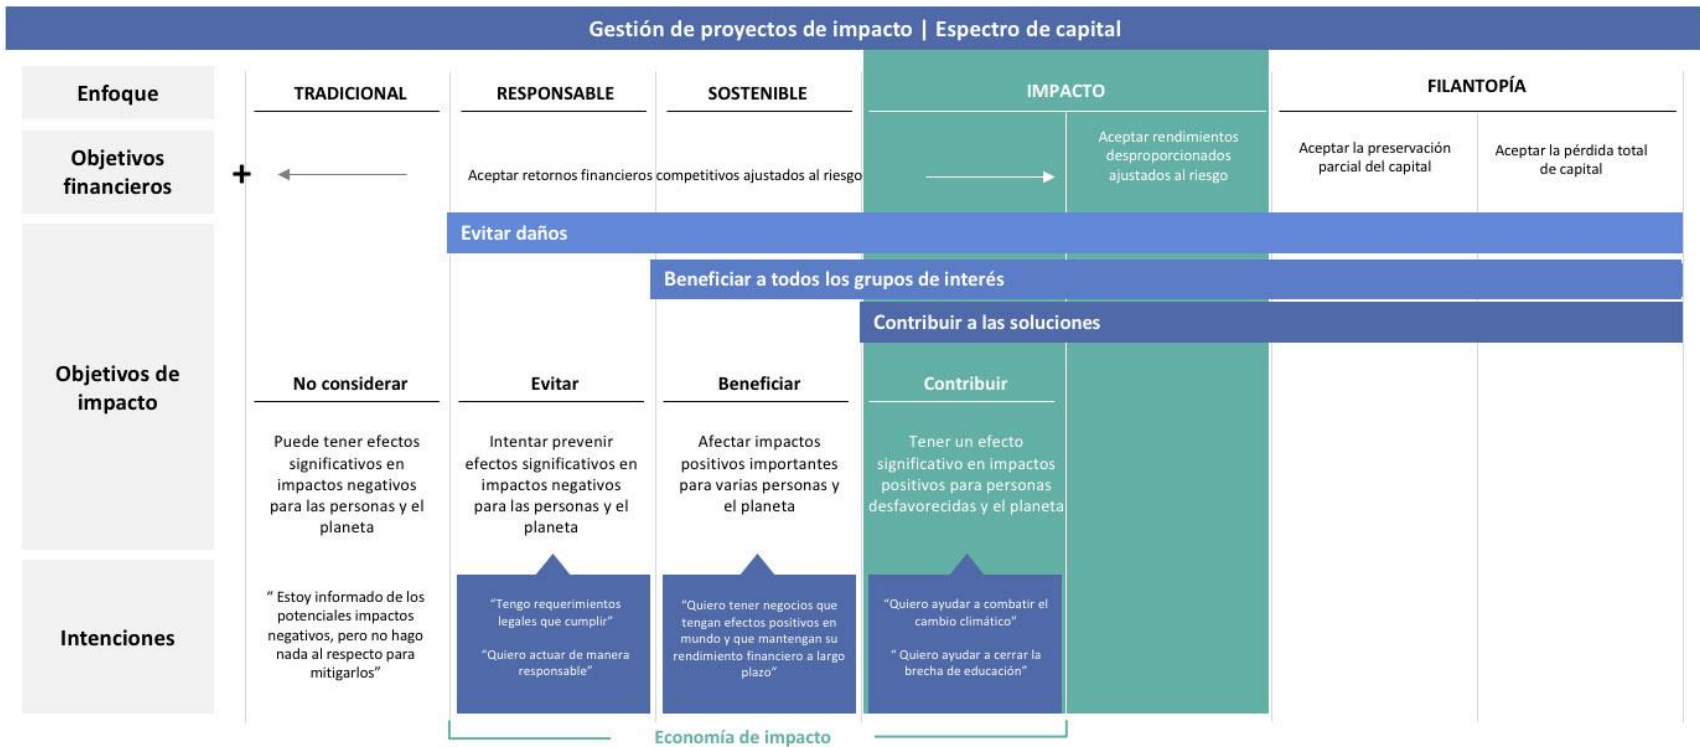 Gestión de proyectos de impacto | Espectro de capital
Enfoque
TRADICIONAL
RESPONSABLE
SOSTENIBLE
IMPACTO
FILANTOPÍA
Objetivos
financieros
+
Aceptar retornos financieros competitivos ajustados al riesgo
Aceptar rendimientos
desproporcionados
ajustados al riesgo
Aceptar la preservación
parcial del capital
Aceptar la pérdida total
de capital
Evitar daños
Beneficiar a todos los grupos de interés
Contribuir a las soluciones
Objetivos de
impacto
No considerar
Puede tener efectos
significativos en
impactos negativos
para las personas y el
planeta
Evitar
Intentar prevenir
efectos significativos en
impactos negativos
para las personas y el
planeta
Beneficiar
Afectar impactos
positivos importantes
para varias personas y
el planeta
Contribuir
Tener un efecto
significativo en impactos
positivos para personas
desfavorecidas y el planeta
Intenciones
“ Estoy informado de los
potenciales impactos
negativos, pero no hago
nada al respecto para
mitigarlos”
“Tengo requerimientos
legales que cumplir”
“Quiero actuar de manera
responsable”
“Quiero tener negocios que
tengan efectos positivos en
mundo y que mantengan su
rendimiento financiero a largo
plazo”
“Quiero ayudar a combatir el
cambio climático”
“ Quiero ayudar a cerrar la
brecha de educación”
Economía de impacto